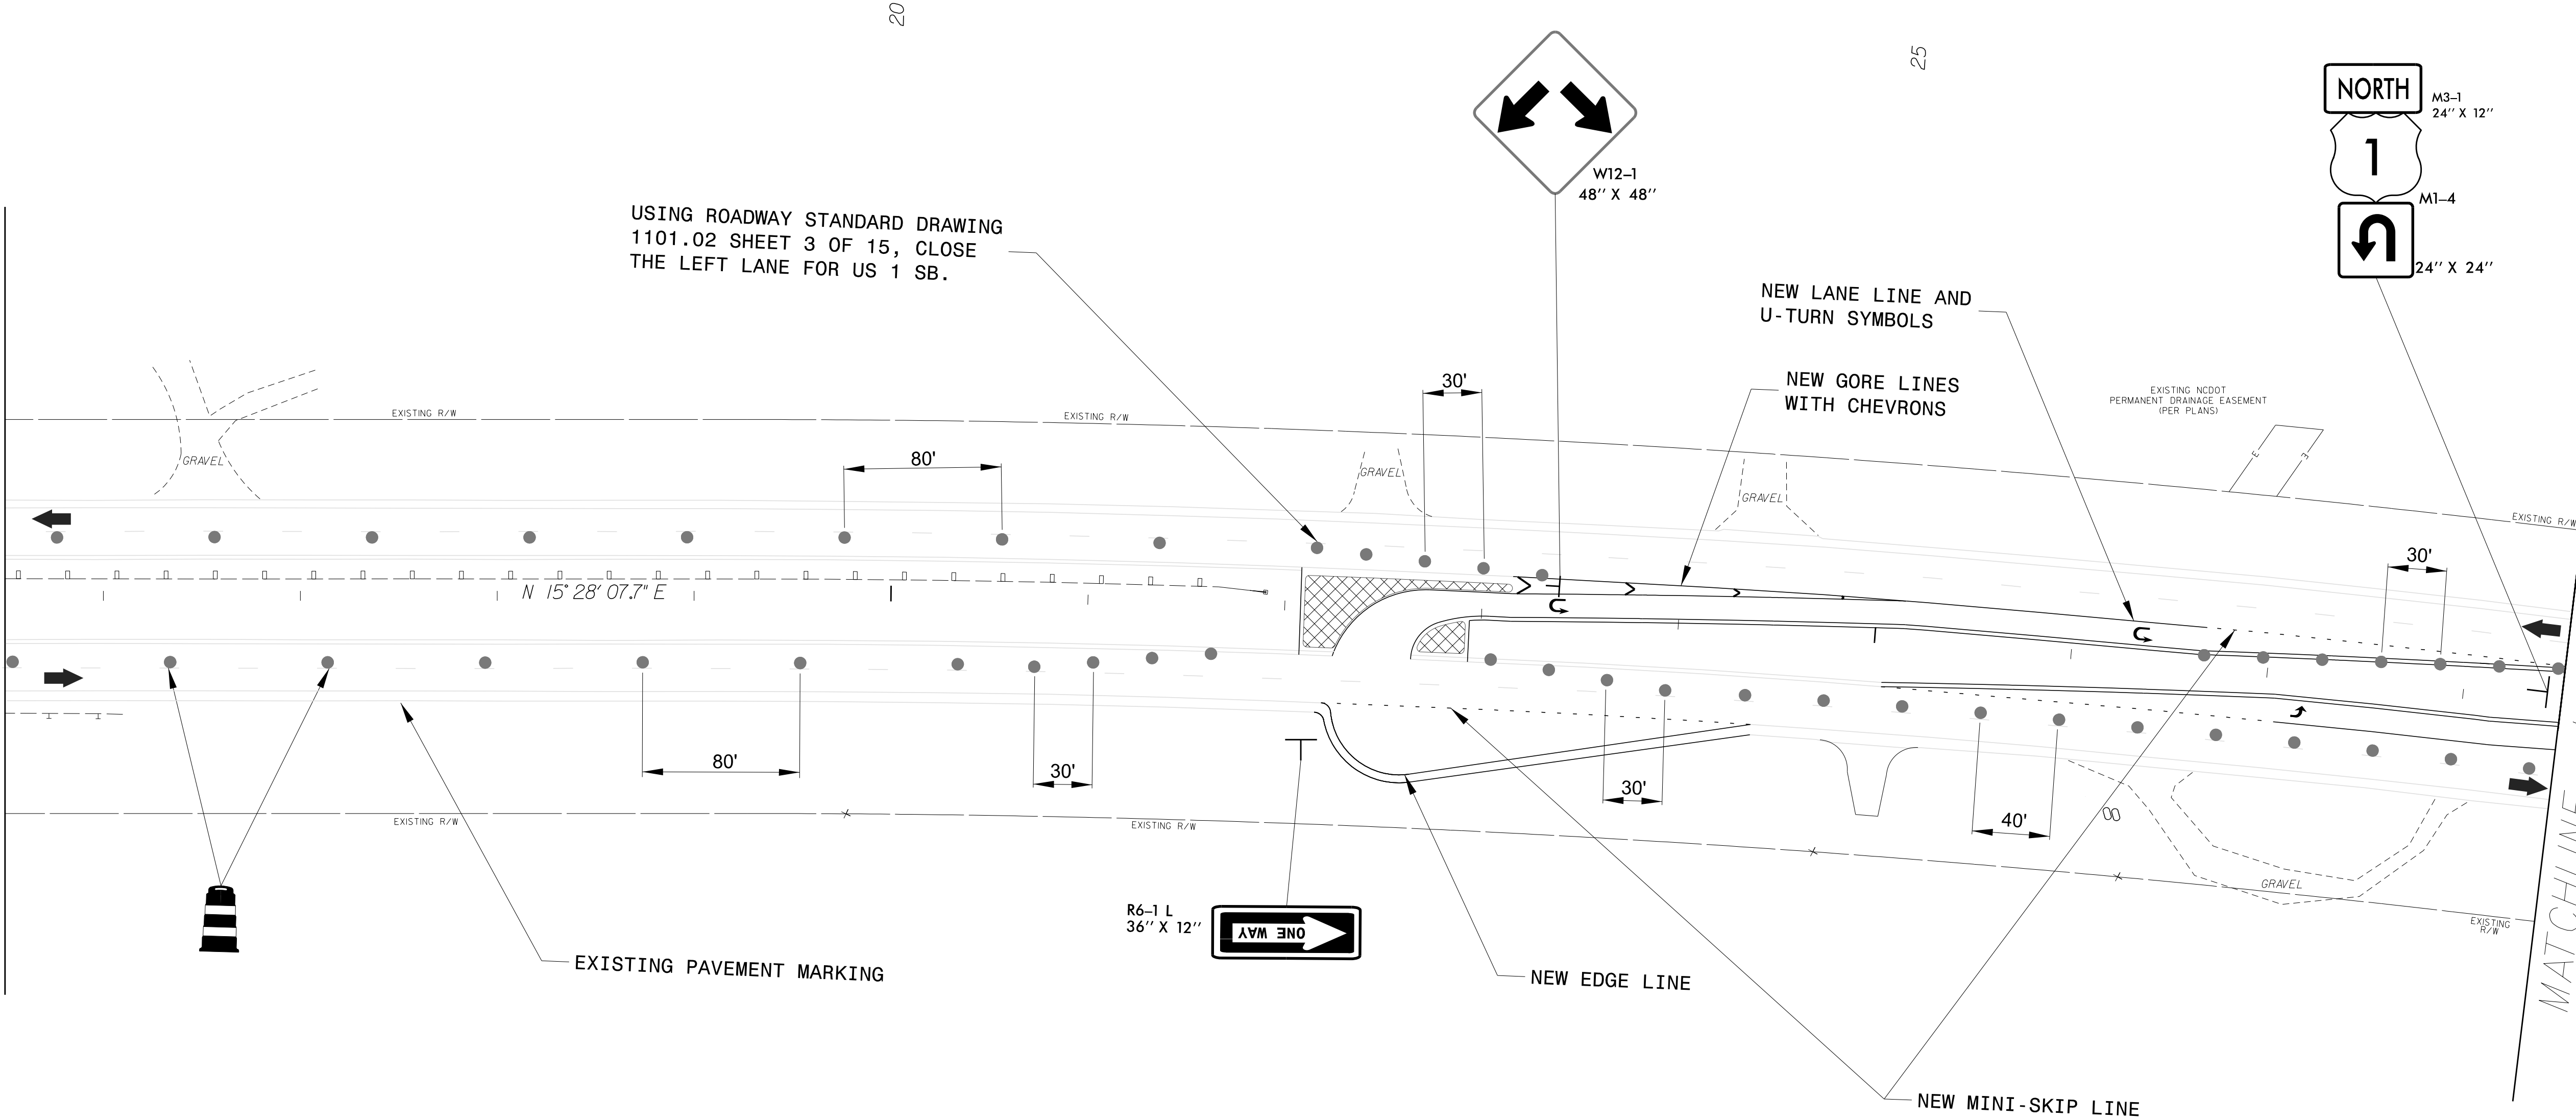 20
25
NORTH
M3–1
24″ X 12″
1
M1–4
24″ X 24″
W12–1
48″ X 48″
USING ROADWAY STANDARD DRAWING
1101.02 SHEET 3 OF 15, CLOSE
THE LEFT LANE FOR US 1 SB.
NEW LANE LINE AND
U-TURN SYMBOLS
NEW GORE LINES
WITH CHEVRONS
30'
EXISTING NCDOT
PERMANENT DRAINAGE EASEMENT
(PER PLANS)
EXISTING R/W
EXISTING R/W
EXISTING R/W
GRAVEL
GRAVEL
GRAVEL
E
E
80'
30'
N 15° 28' 07.7" E
80'
30'
30'
40'
EXISTING R/W
EXISTING R/W
GRAVEL
EXISTING
R/W
R6–1 L
36″ X 12″
ONE WAY
EXISTING PAVEMENT MARKING
NEW EDGE LINE
NEW MINI-SKIP LINE
MATCHLINE